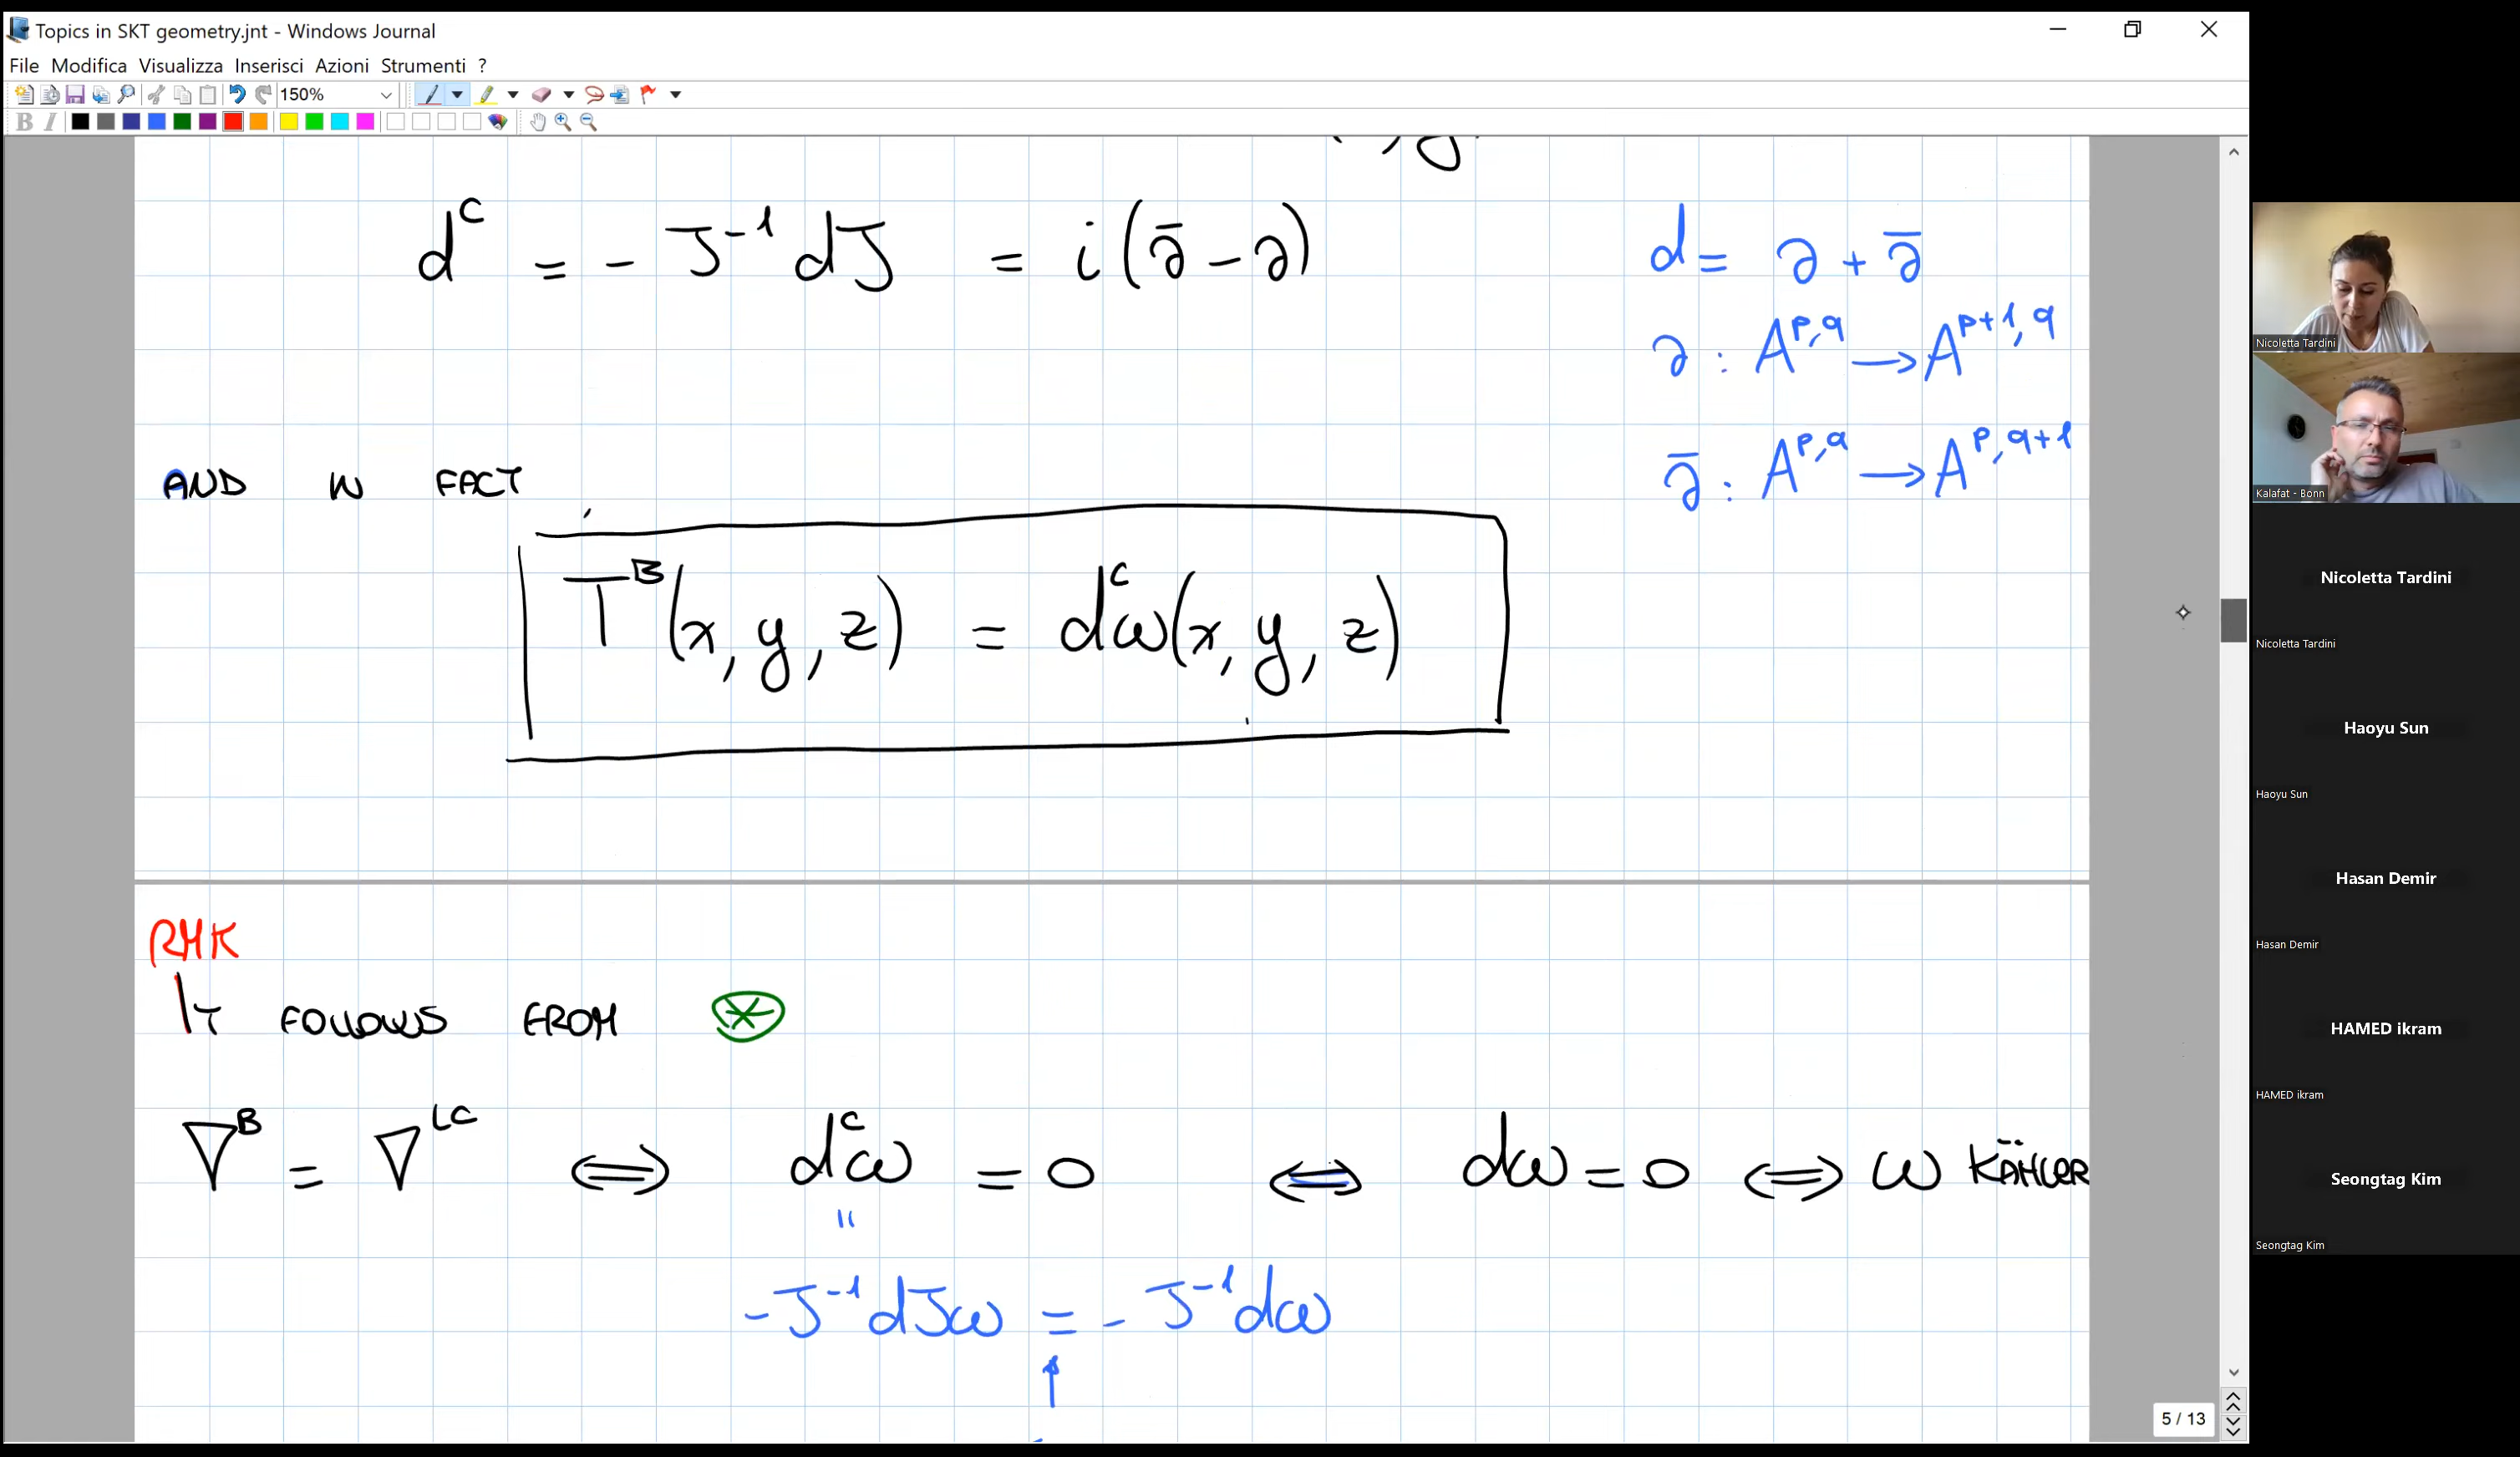 Topics in SKT geometry.jnt - Windows Journal
File Modifica Visualizza Inserisci Azioni Strumenti ?
150%
B I
d^c = - J^-1 dJ = i(∂̄ - ∂)
d = ∂ + ∂̄
∂ : A^p,q → A^p+1,q
∂̄ : A^p,q → A^p,q+1
AND IN FACT
T^B(x, y, z) = d^cω(x, y, z)
RMK
IT FOLLOWS FROM ⊛
∇^B = ∇^LC ⟺ d^cω = 0 ⟺ dω = 0 ⟺ ω KÄHLER
"
-J^-1 dJω = - J^-1 dω
↑
5 / 13
Nicoletta Tardini
Kalafat - Bonn
Nicoletta Tardini
Nicoletta Tardini
Haoyu Sun
Haoyu Sun
Hasan Demir
Hasan Demir
HAMED ikram
HAMED ikram
Seongtag Kim
Seongtag Kim